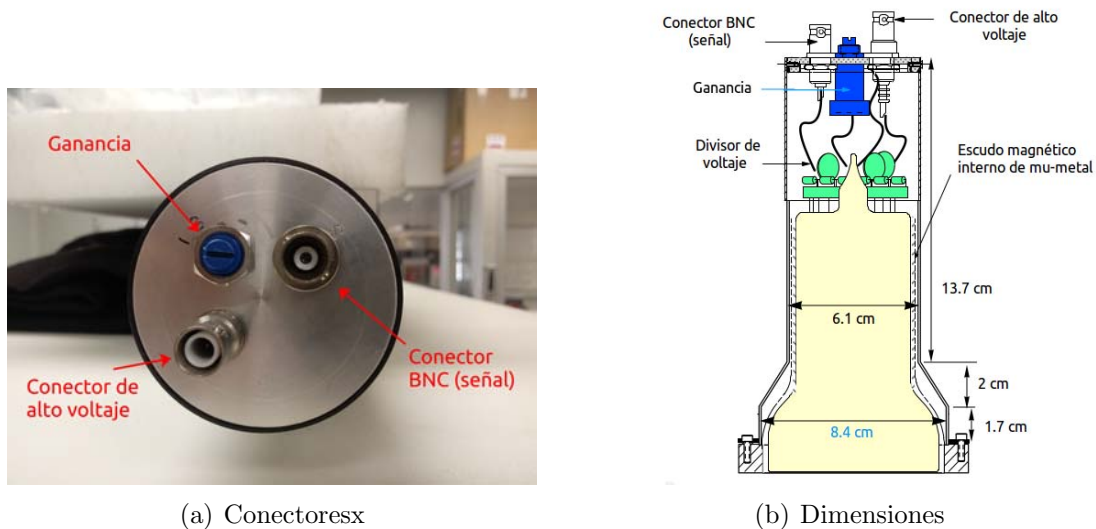 Ganancia
Conector
BNC (señal)
Conector de
alto voltaje
(a) Conectoresx
Conector BNC
(señal)
Conector de alto
voltaje
Ganancia
Divisor de
voltaje
Escudo magnético
interno de mu-metal
13.7 cm
6.1 cm
2 cm
1.7 cm
8.4 cm
(b) Dimensiones